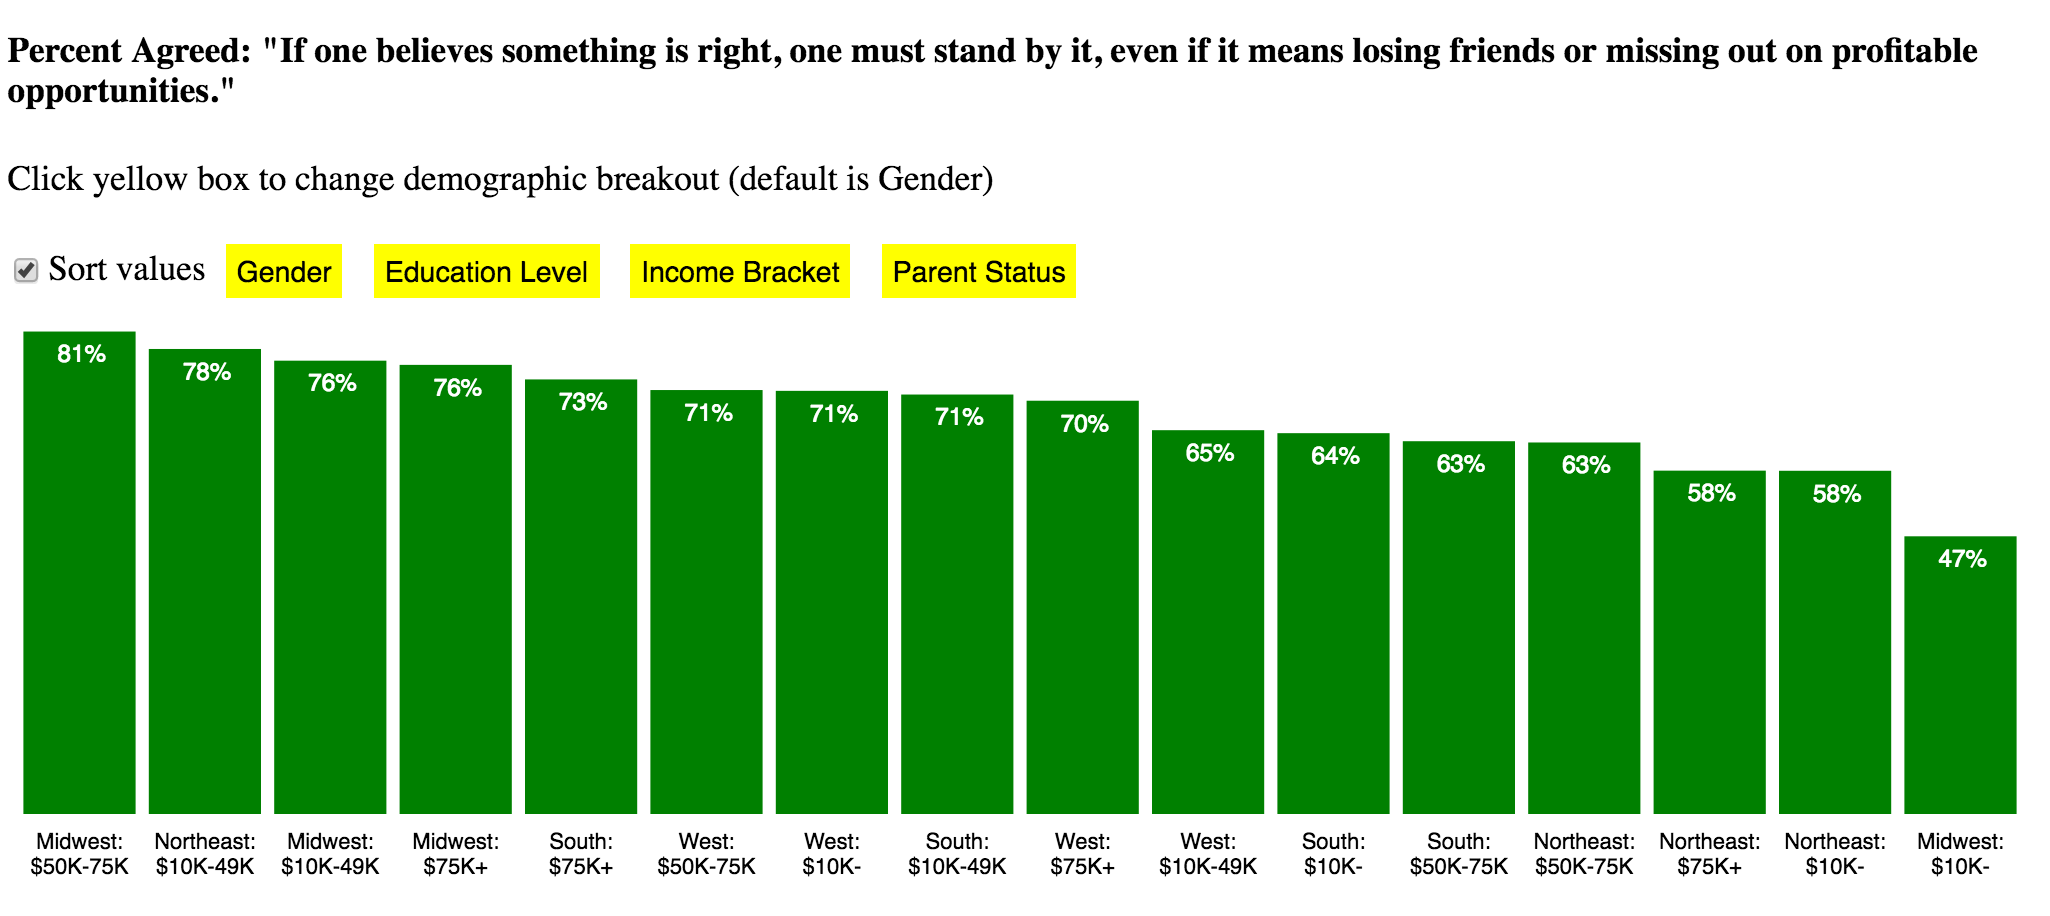 Percent Agreed: "If one believes something is right, one must stand by it, even if it means losing friends or missing out on profitable
opportunities."
Click yellow box to change demographic breakout (default is Gender)
Sort values Gender Education Level Income Bracket Parent Status
81% 78% 76% 76% 73% 71% 71% 71% 70% 65% 64% 63% 63% 58% 58% 47%
Midwest: Northeast: Midwest: Midwest: South: West: West: South: West: West: South: South: Northeast: Northeast: Northeast: Midwest:
$50K-75K $10K-49K $10K-49K $75K+ $75K+ $50K-75K $10K- $10K-49K $75K+ $10K-49K $10K- $50K-75K $50K-75K $75K+ $10K- $10K-